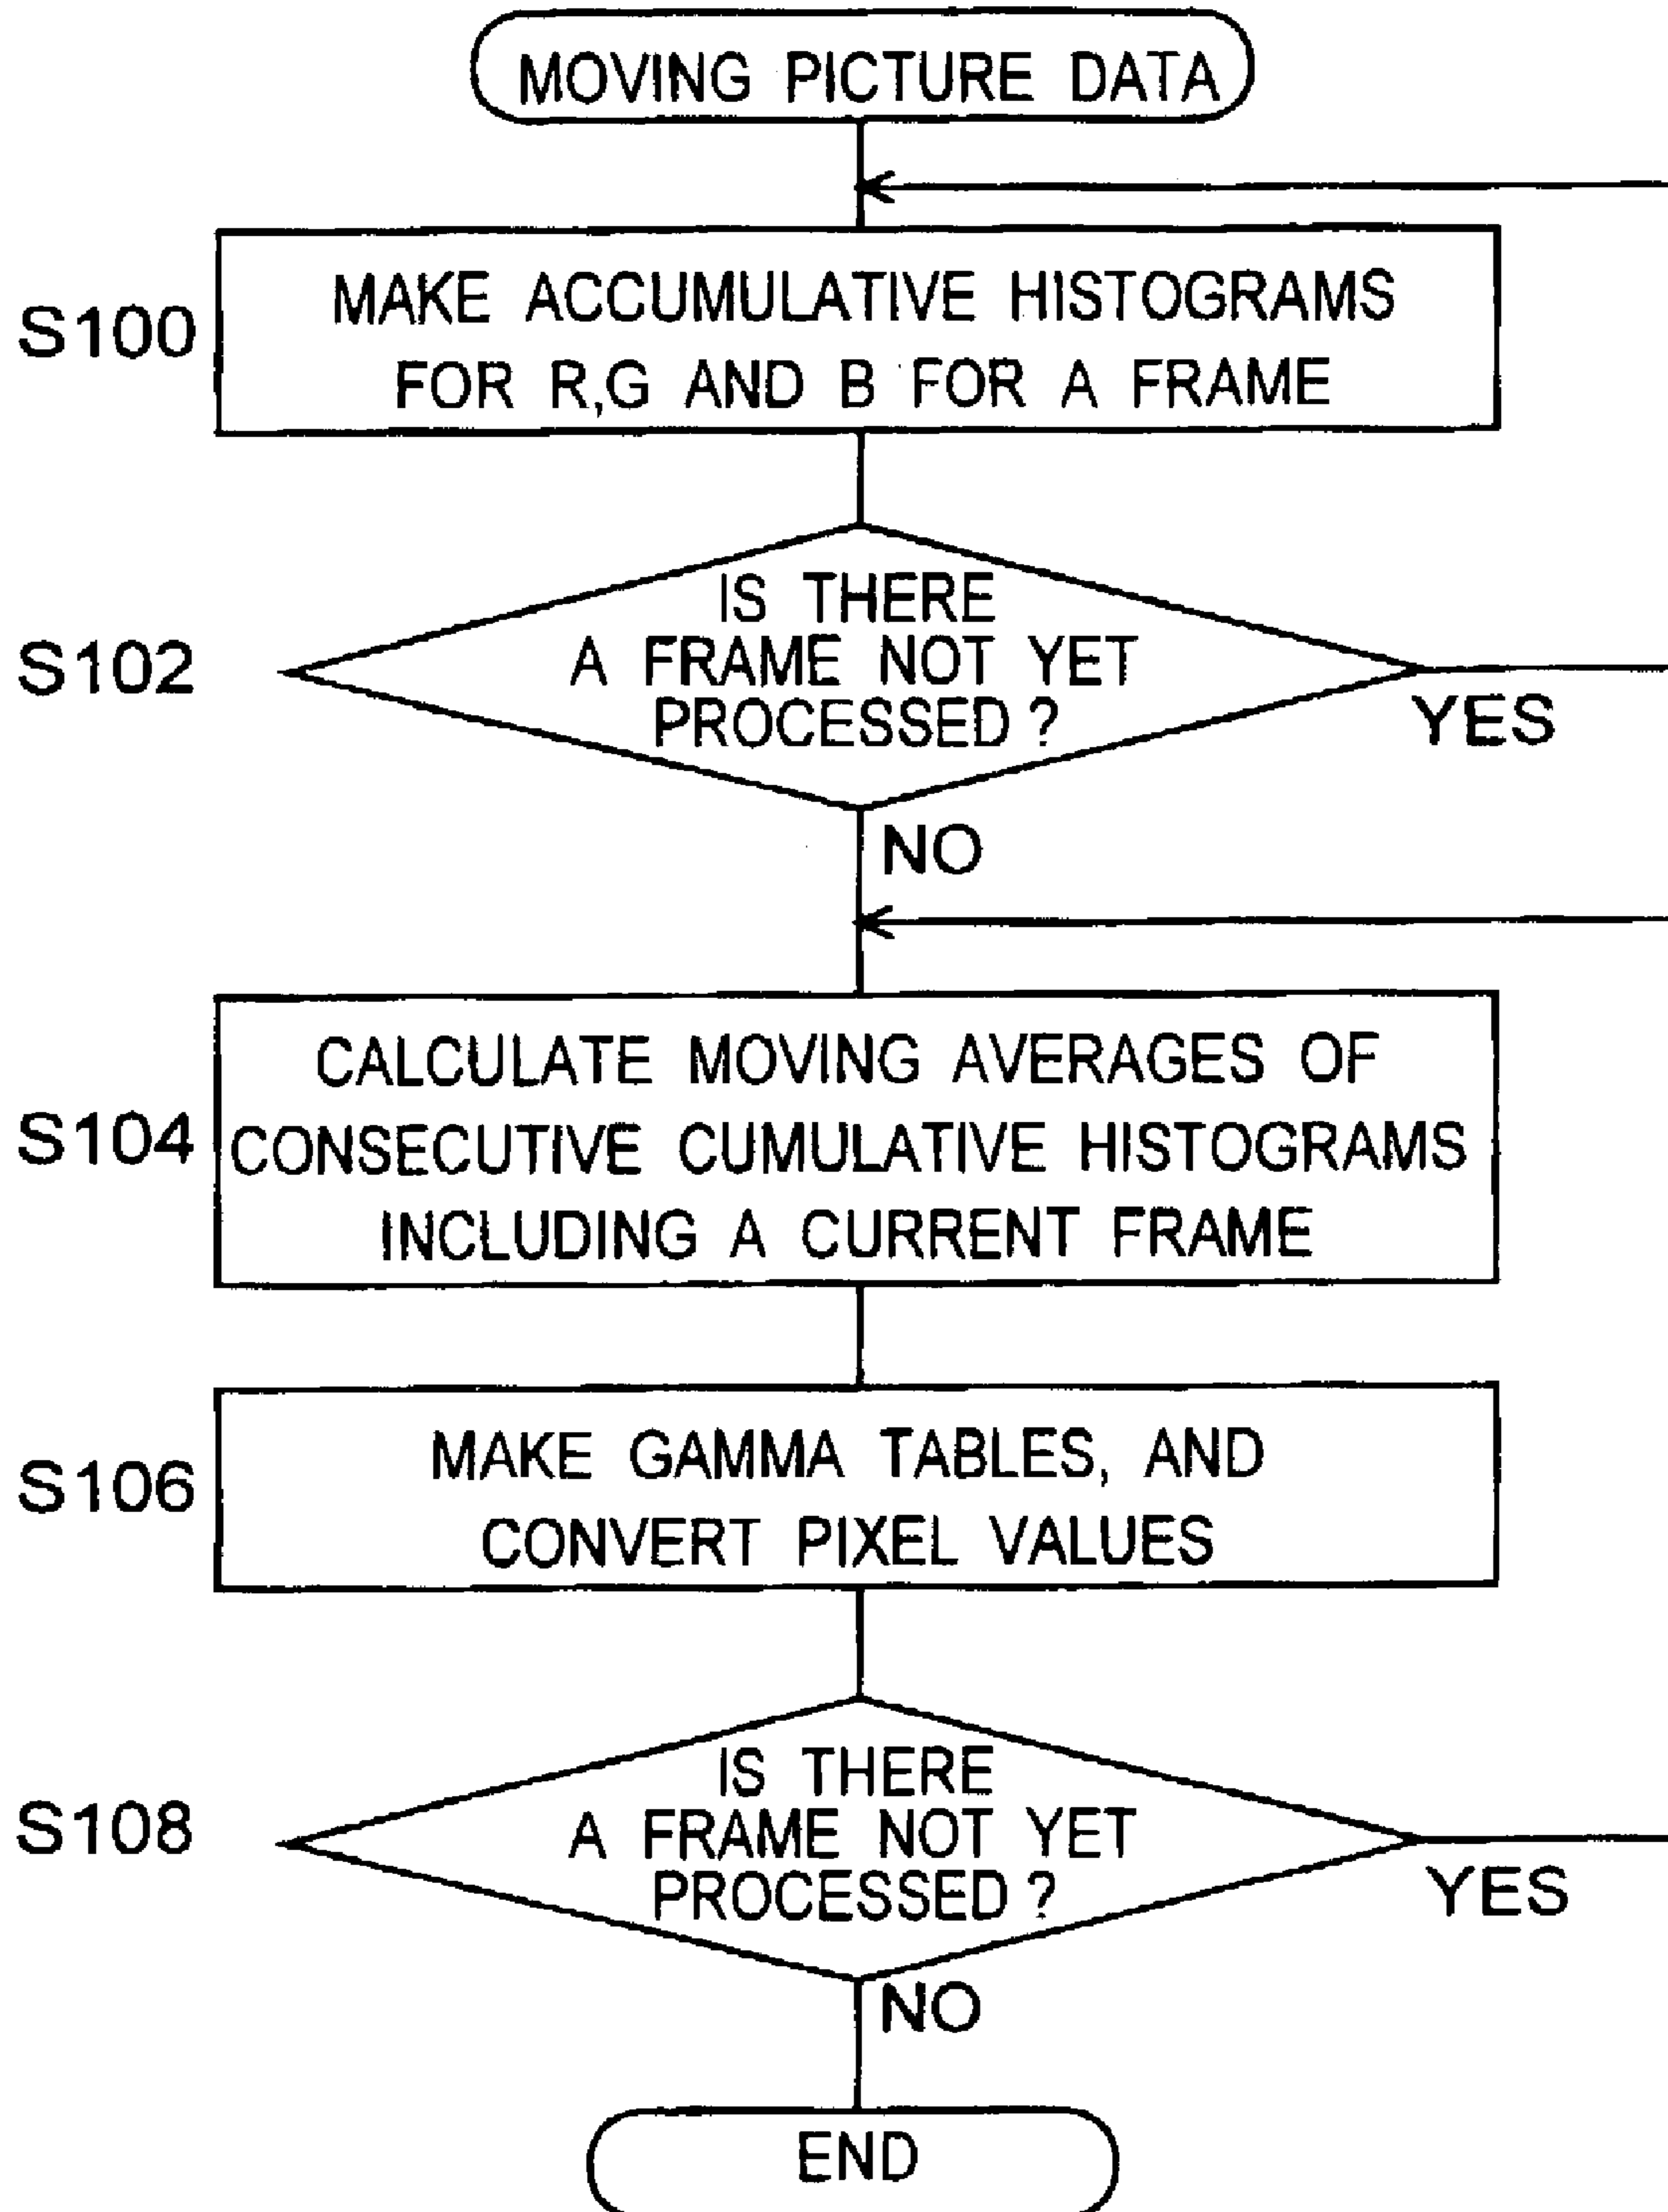 MOVING PICTURE DATA
S100
MAKE ACCUMULATIVE HISTOGRAMS
FOR R,G AND B FOR A FRAME
S102
IS THERE
A FRAME NOT YET
PROCESSED ?
YES
NO
S104
CALCULATE MOVING AVERAGES OF
CONSECUTIVE CUMULATIVE HISTOGRAMS
INCLUDING A CURRENT FRAME
S106
MAKE GAMMA TABLES, AND
CONVERT PIXEL VALUES
S108
IS THERE
A FRAME NOT YET
PROCESSED ?
YES
NO
END